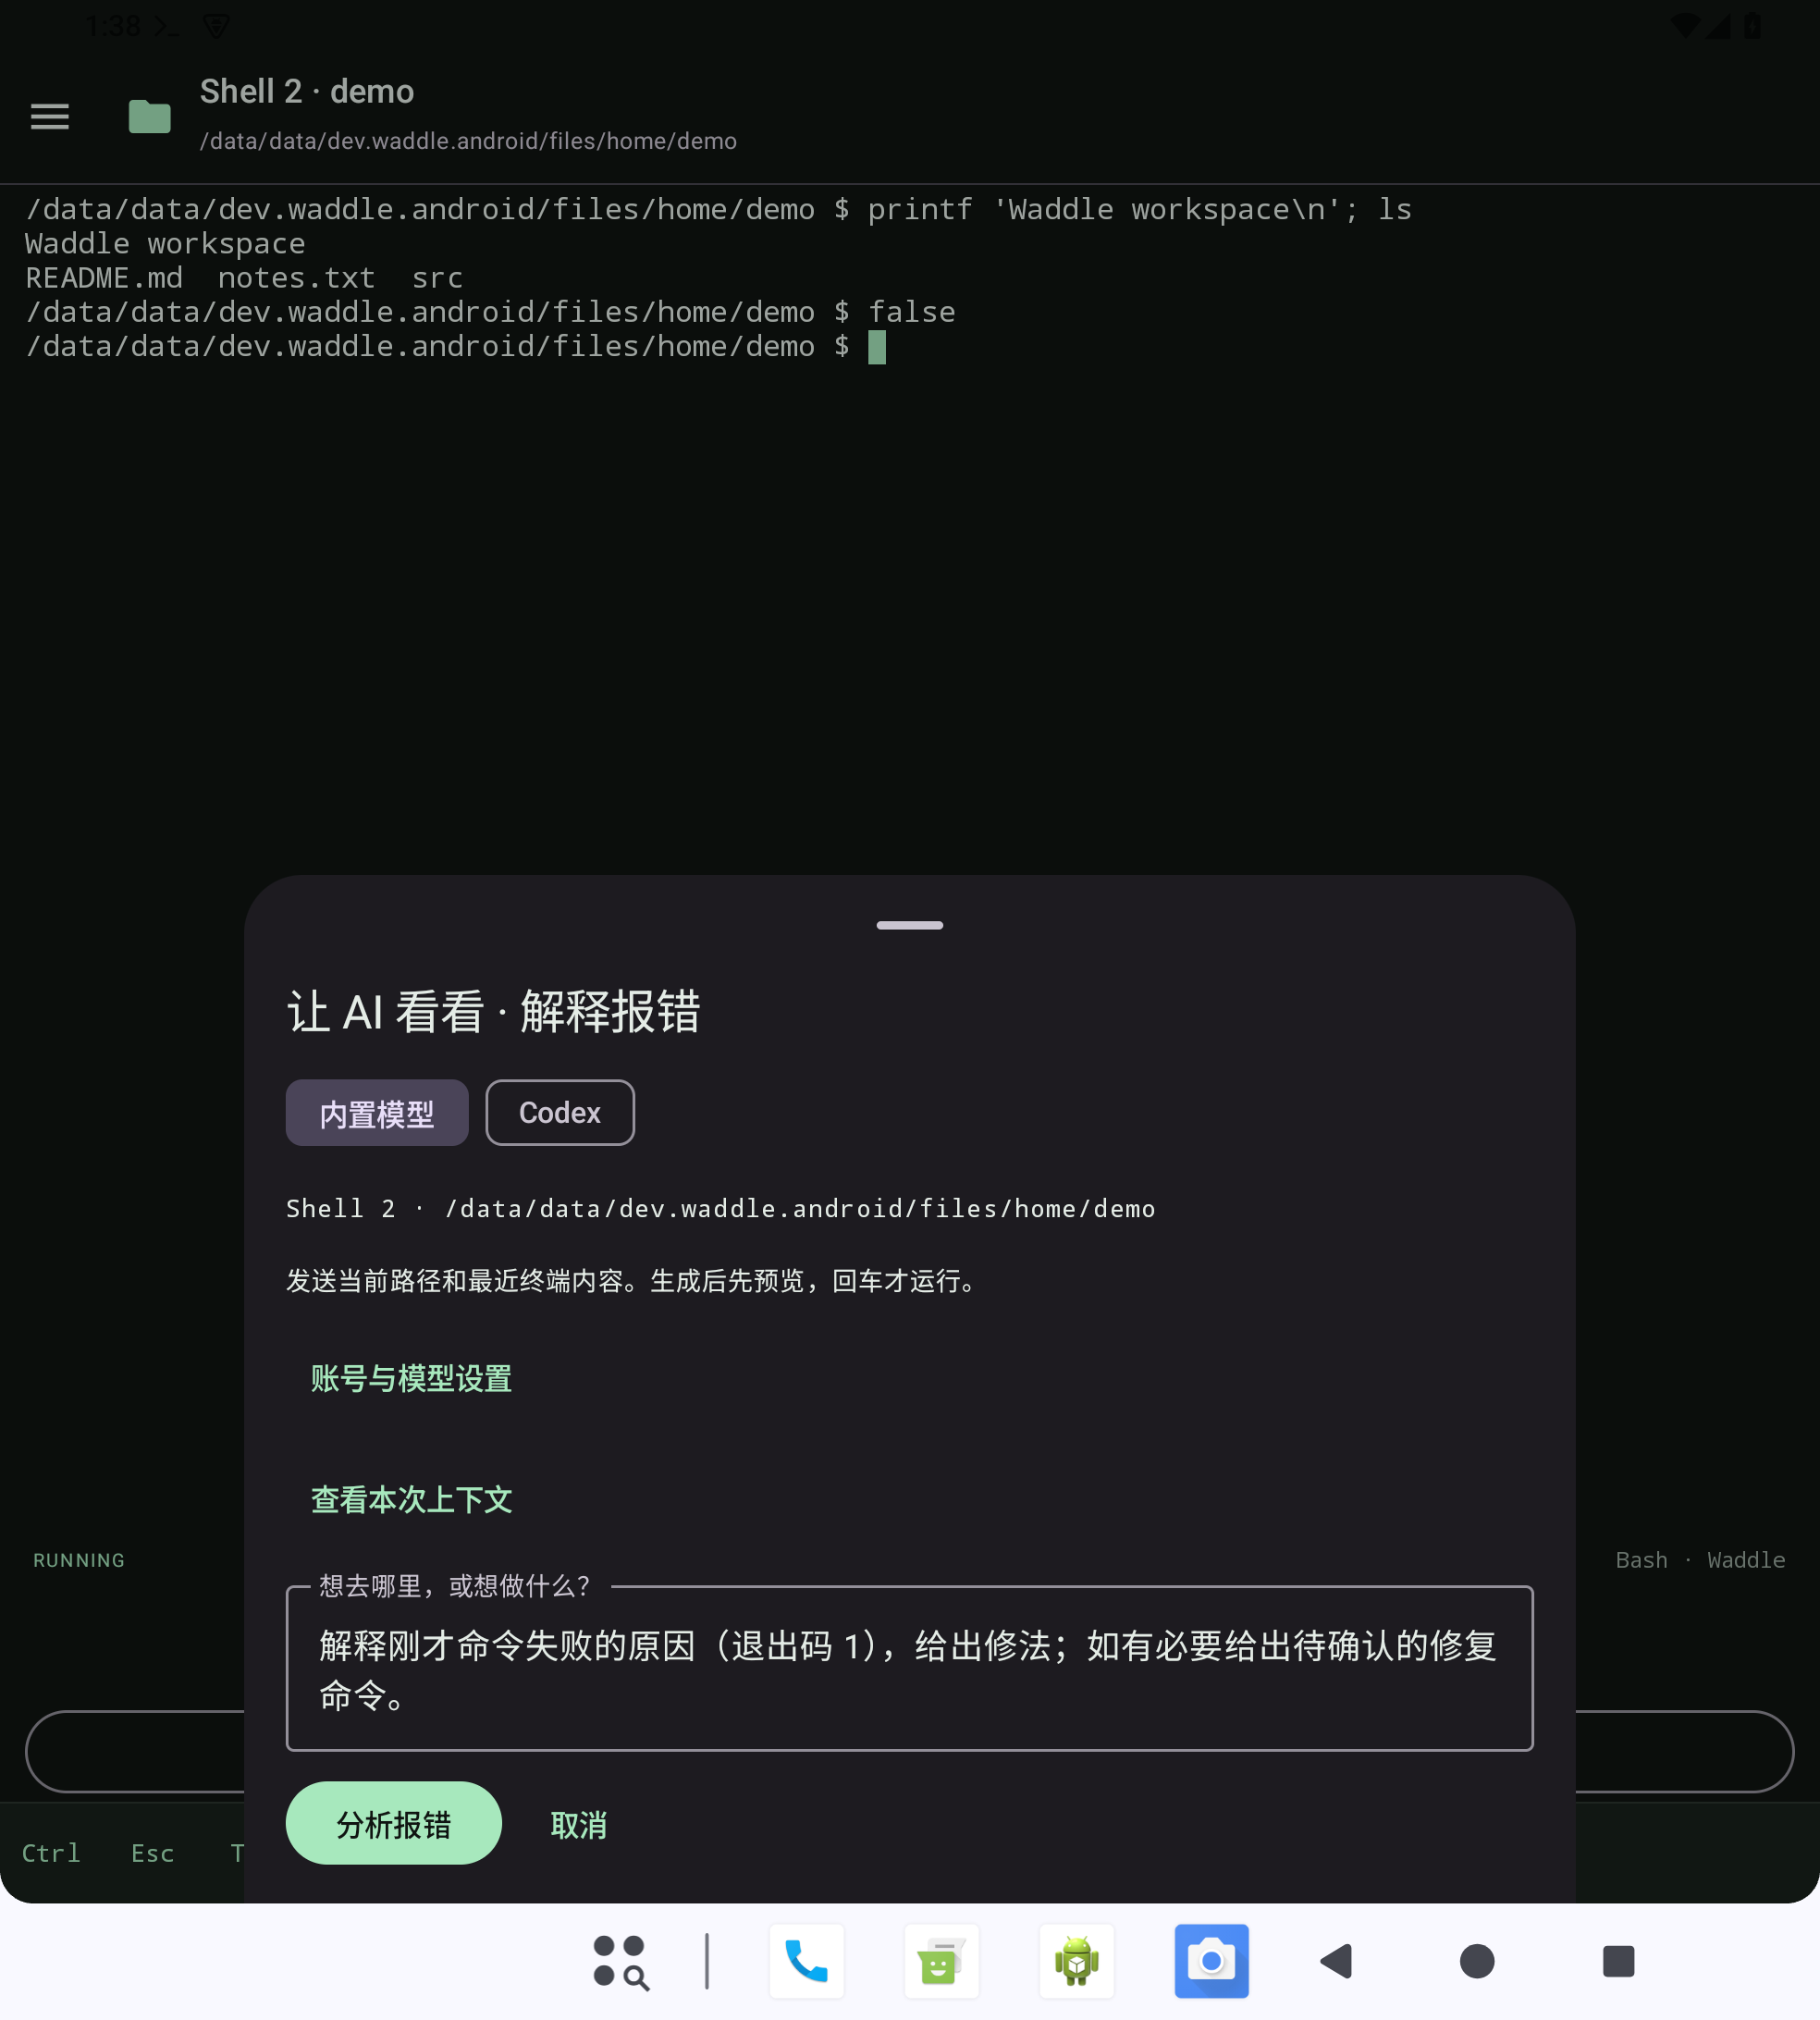 1:38
Shell 2 · demo
/data/data/dev.waddle.android/files/home/demo
/data/data/dev.waddle.android/files/home/demo $ printf 'Waddle workspace\n'; ls
Waddle workspace
README.md  notes.txt  src
/data/data/dev.waddle.android/files/home/demo $ false
/data/data/dev.waddle.android/files/home/demo $
让 AI 看看 · 解释报错
内置模型
Codex
Shell 2 · /data/data/dev.waddle.android/files/home/demo
发送当前路径和最近终端内容。生成后先预览，回车才运行。
账号与模型设置
查看本次上下文
RUNNING
Bash · Waddle
想去哪里，或想做什么？
解释刚才命令失败的原因（退出码 1），给出修法；如有必要给出待确认的修复
命令。
分析报错
取消
Ctrl
Esc
T